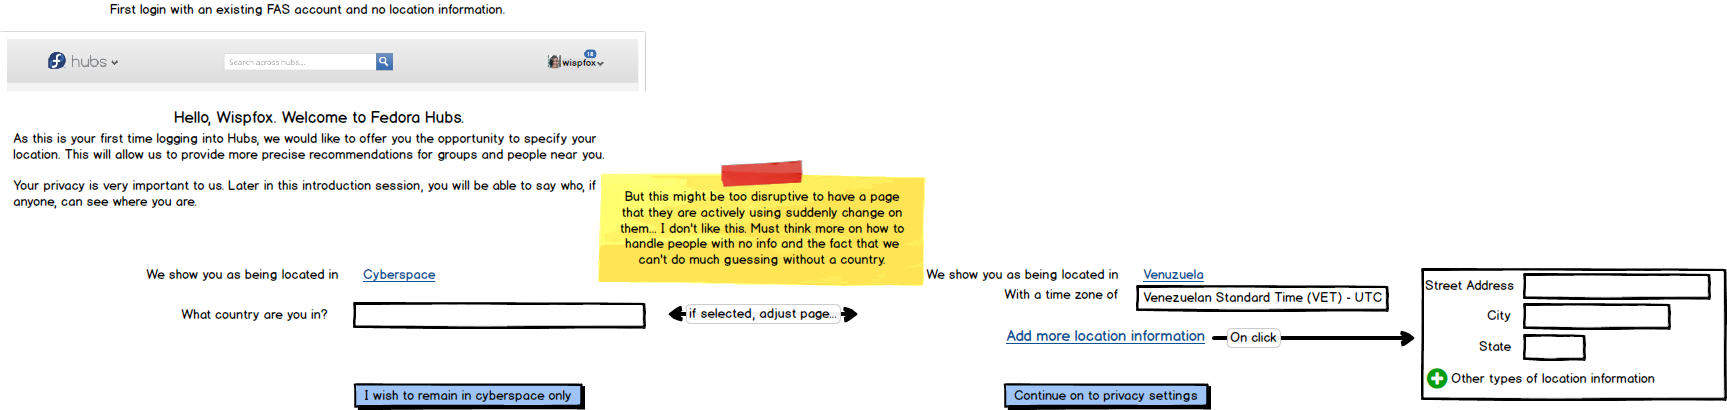 First login with an existing FAS account and no location information.
hubs
Search across hubs...
18
wispfox
Hello, Wispfox. Welcome to Fedora Hubs.
As this is your first time logging into Hubs, we would like to offer you the opportunity to specify your
location. This will allow us to provide more precise recommendations for groups and people near you.
Your privacy is very important to us. Later in this introduction session, you will be able to say who, if
anyone, can see where you are.
But this might be too disruptive to have a page
that they are actively using suddenly change on
them... I don't like this. Must think more on how to
handle people with no info and the fact that we
can't do much guessing without a country.
We show you as being located in Cyberspace
What country are you in?
if selected, adjust page...
I wish to remain in cyberspace only
We show you as being located in Venuzuela
With a time zone of Venezuelan Standard Time (VET) - UTC
Add more location information
On click
Continue on to privacy settings
Street Address
City
State
Other types of location information